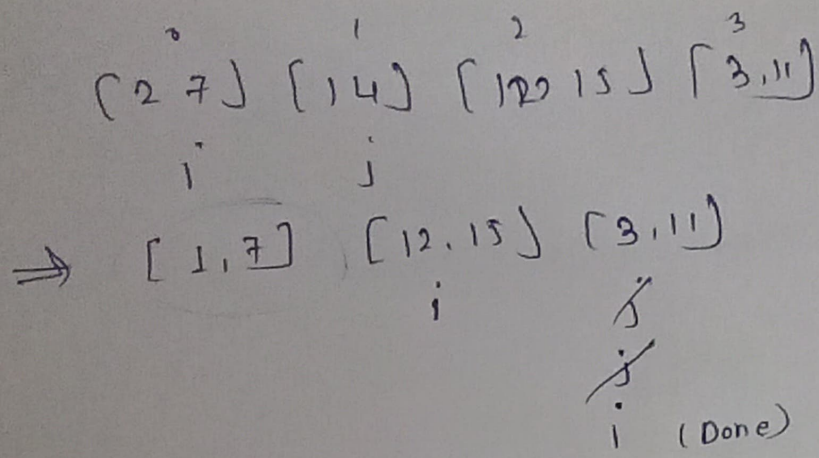 0 1 2 3
[2 7] [1 4] [12, 15] [3, 11]
i j
⇒ [1, 7] [12, 15] [3, 11]
i j
j
i (Done)